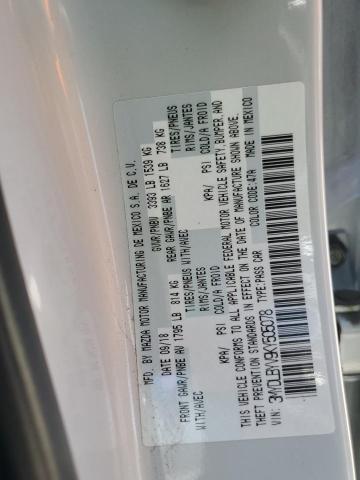 MFG. BY MAZDA MOTOR MANUFACTURING DE MEXICO S.A. DE C.V.
DATE 09/18 GVWR/PNBV 3393 LB 1539 KG
FRONT GAWR/PNBE AV 1795 LB 814 KG REAR GAWR/PNBE AR 1627 LB 738 KG
WITH/AVEC TIRES/PNEUS WITH/AVEC TIRES/PNEUS
RIMS/JANTES RIMS/JANTES
KPA/ PSI COLD/A FROID KPA/ PSI COLD/A FROID
THIS VEHICLE CONFORMS TO ALL APPLICABLE FEDERAL MOTOR VEHICLE SAFETY,BUMPER,AND
THEFT PREVENTION STANDARDS IN EFFECT ON THE DATE OF MANUFACTURE SHOWN ABOVE.
VIN: 3MYDLBYV9KY506078 TYPE:PASS CAR COLOR CODE:47A MADE IN MEXICO